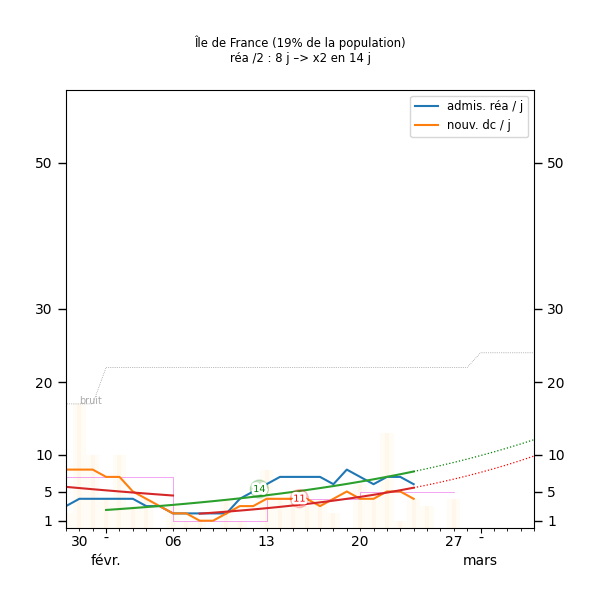 Île de France (19% de la population)
réa /2 : 8 j –> x2 en 14 j
admis. réa / j
nouv. dc / j
50 50
30 30
20 20
bruit
10 10
14
5 11 5
1 1
30 - 06 13 20 27 -
févr. mars